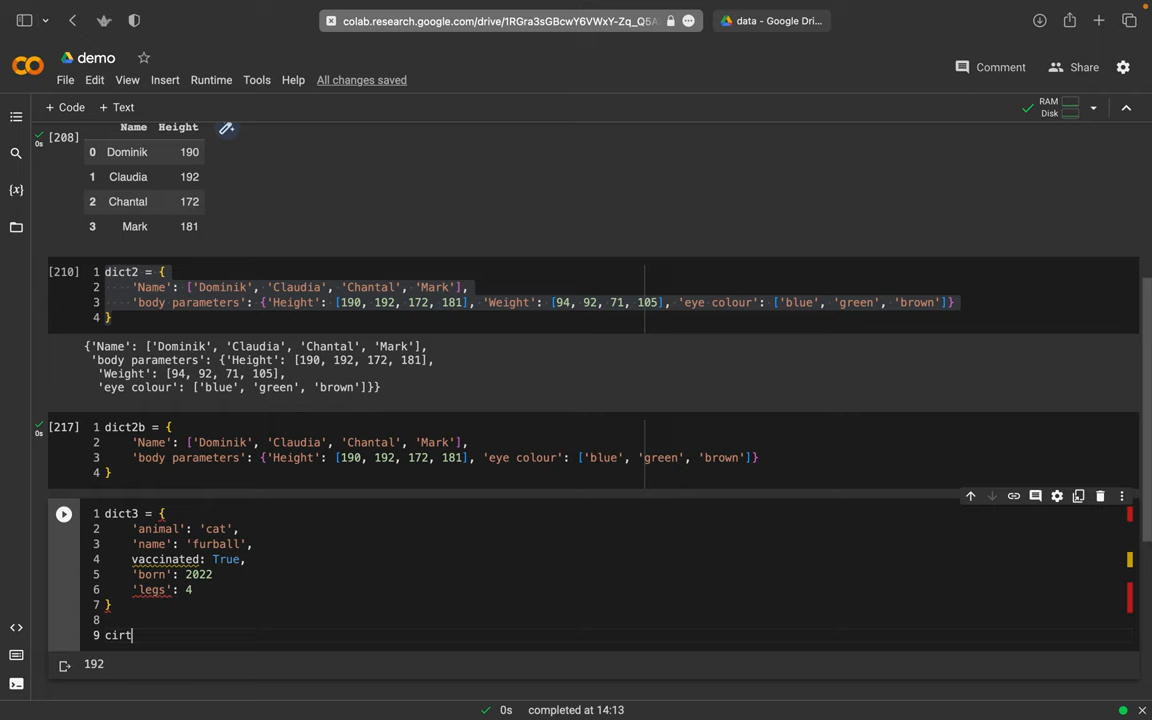 colab.research.google.com/drive/1RGra3sGBcwY6VWxY-Zq_Q5A
data - Google Dri...
demo
File Edit View Insert Runtime Tools Help All changes saved
Comment
Share
+ Code + Text
RAM
Disk
Name Height
[208]
0s
0 Dominik 190
1 Claudia 192
2 Chantal 172
3 Mark 181
[210]
1 dict2 = {
2 'Name': ['Dominik', 'Claudia', 'Chantal', 'Mark'],
3 'body parameters': {'Height': [190, 192, 172, 181], 'Weight': [94, 92, 71, 105], 'eye colour': ['blue', 'green', 'brown']}
4 }
{'Name': ['Dominik', 'Claudia', 'Chantal', 'Mark'],
'body parameters': {'Height': [190, 192, 172, 181],
'Weight': [94, 92, 71, 105],
'eye colour': ['blue', 'green', 'brown']}}
[217]
0s
1 dict2b = {
2 'Name': ['Dominik', 'Claudia', 'Chantal', 'Mark'],
3 'body parameters': {'Height': [190, 192, 172, 181], 'eye colour': ['blue', 'green', 'brown']}
4 }
1 dict3 = {
2 'animal': 'cat',
3 'name': 'furball',
4 vaccinated: True,
5 'born': 2022
6 'legs': 4
7 }
8
9 cirt
192
0s completed at 14:13